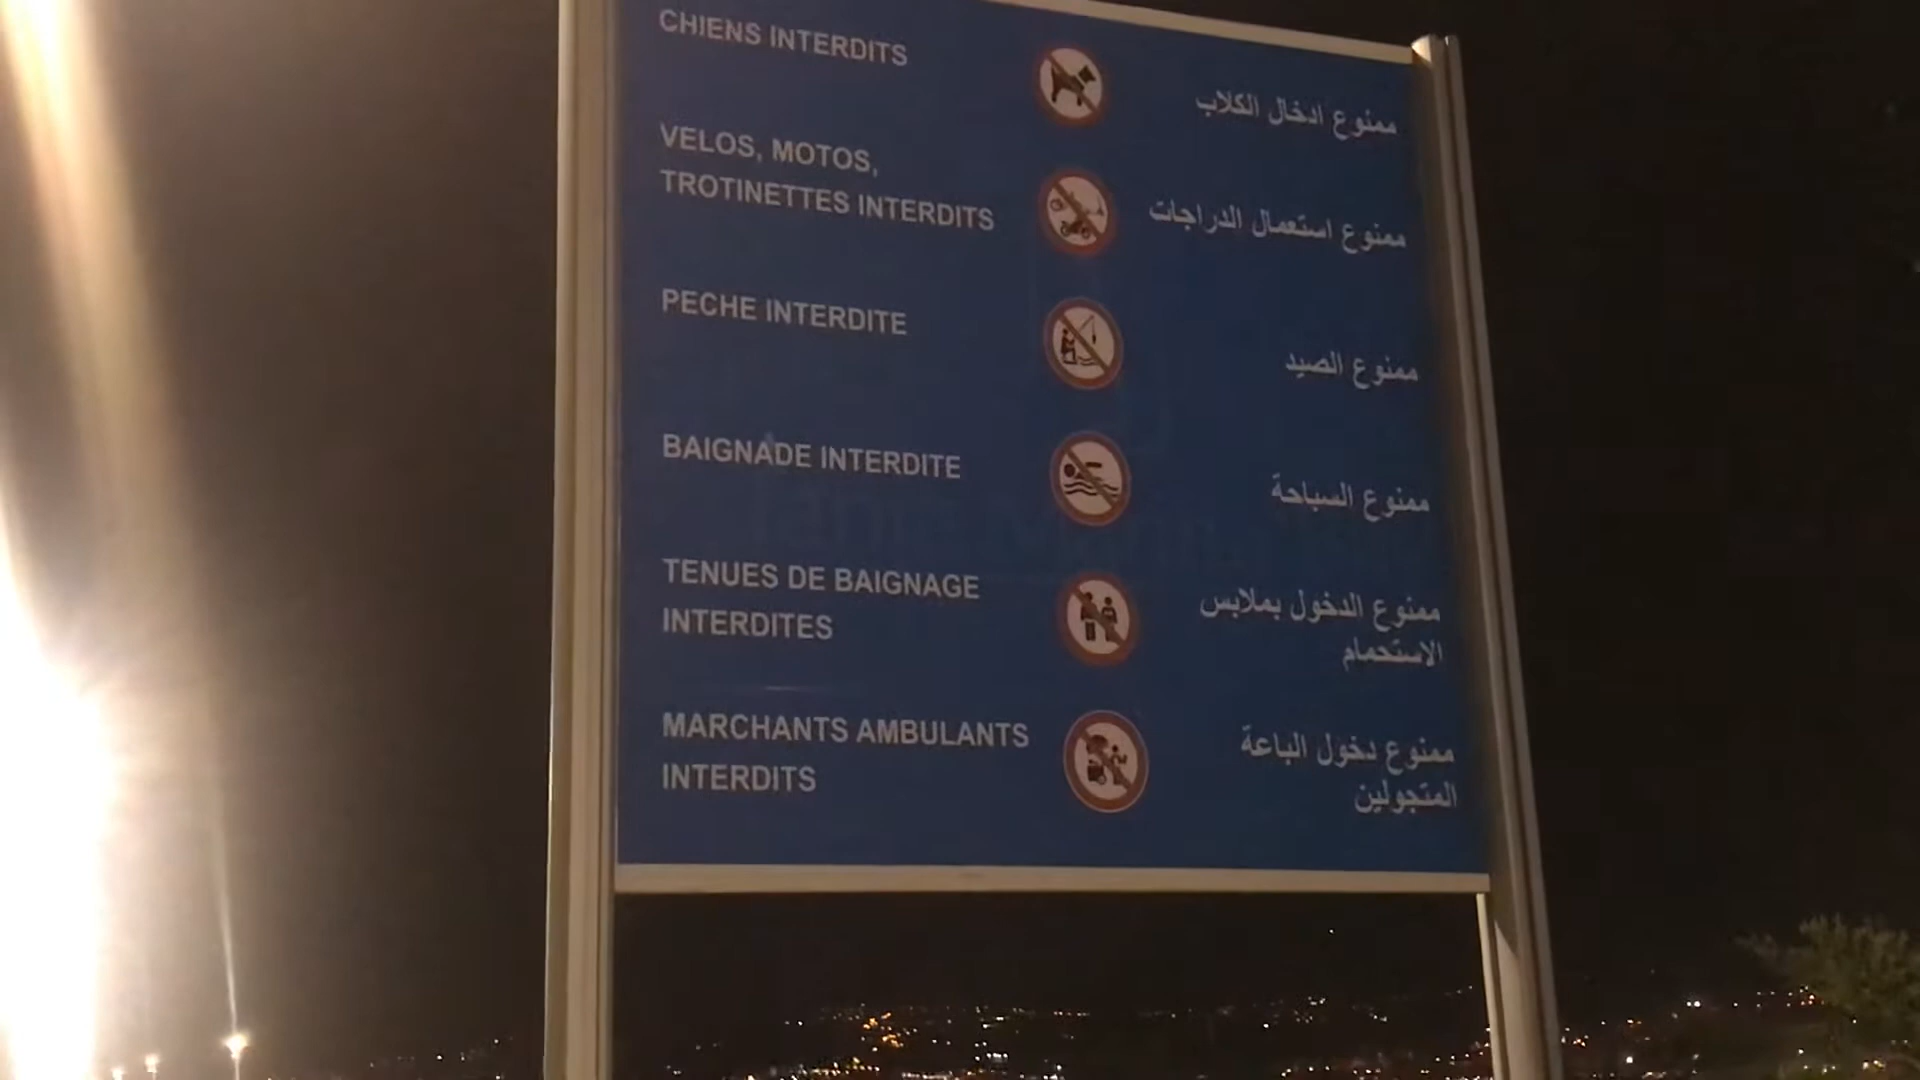 CHIENS INTERDITS
ممنوع ادخال الكلاب
VELOS, MOTOS,
TROTINETTES INTERDITS
ممنوع استعمال الدراجات
PECHE INTERDITE
ممنوع الصيد
BAIGNADE INTERDITE
ممنوع السباحة
TENUES DE BAIGNAGE
INTERDITES
ممنوع الدخول بملابس
الاستحمام
MARCHANTS AMBULANTS
INTERDITS
ممنوع دخول الباعة
المتجولين